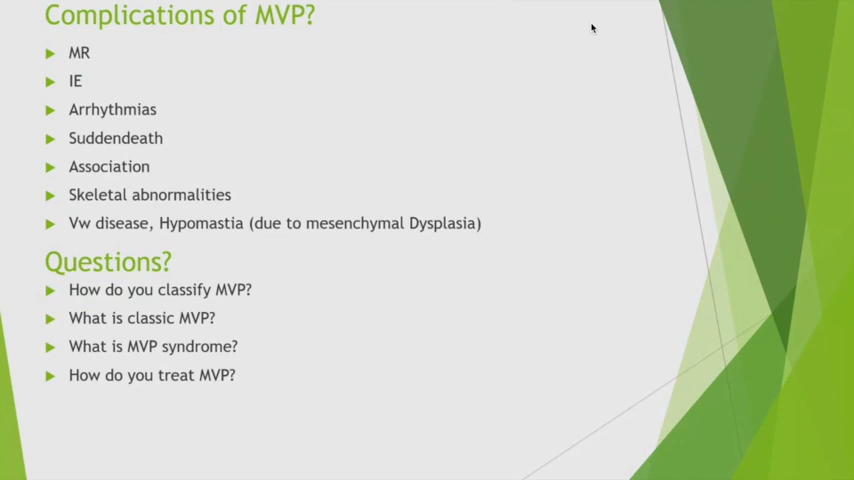 Complications of MVP?
MR
IE
Arrhythmias
Suddendeath
Association
Skeletal abnormalities
Vw disease, Hypomastia (due to mesenchymal Dysplasia)
Questions?
How do you classify MVP?
What is classic MVP?
What is MVP syndrome?
How do you treat MVP?